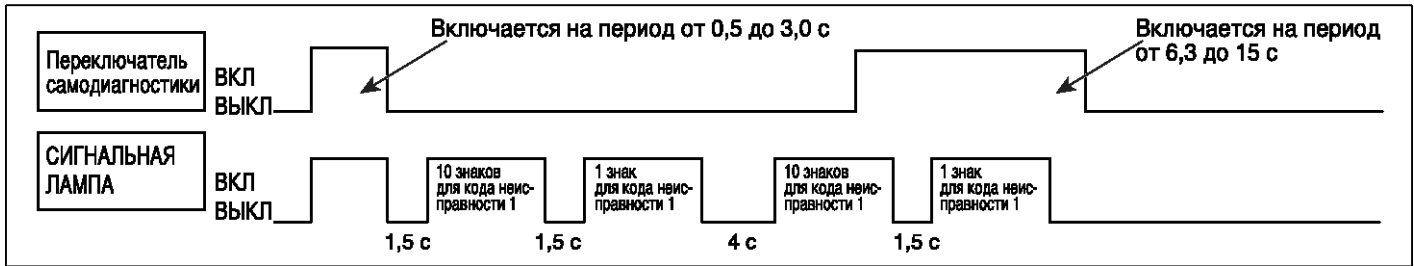 Включается на период от 0,5 до 3,0 с
Включается на период
от 6,3 до 15 с
Переключатель
самодиагностики
ВКЛ
ВЫКЛ
СИГНАЛЬНАЯ
ЛАМПА
ВКЛ
ВЫКЛ
10 знаков
для кода неис-
правности 1
1 знак
для кода неис-
правности 1
10 знаков
для кода неис-
правности 1
1 знак
для кода неис-
правности 1
1,5 с
1,5 с
4 с
1,5 с